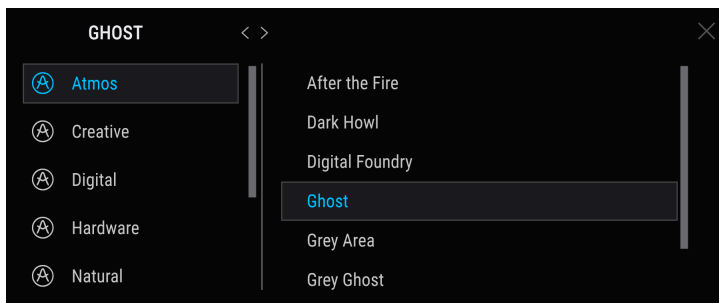 GHOST < >
Atmos
Creative
Digital
Hardware
Natural
After the Fire
Dark Howl
Digital Foundry
Ghost
Grey Area
Grey Ghost